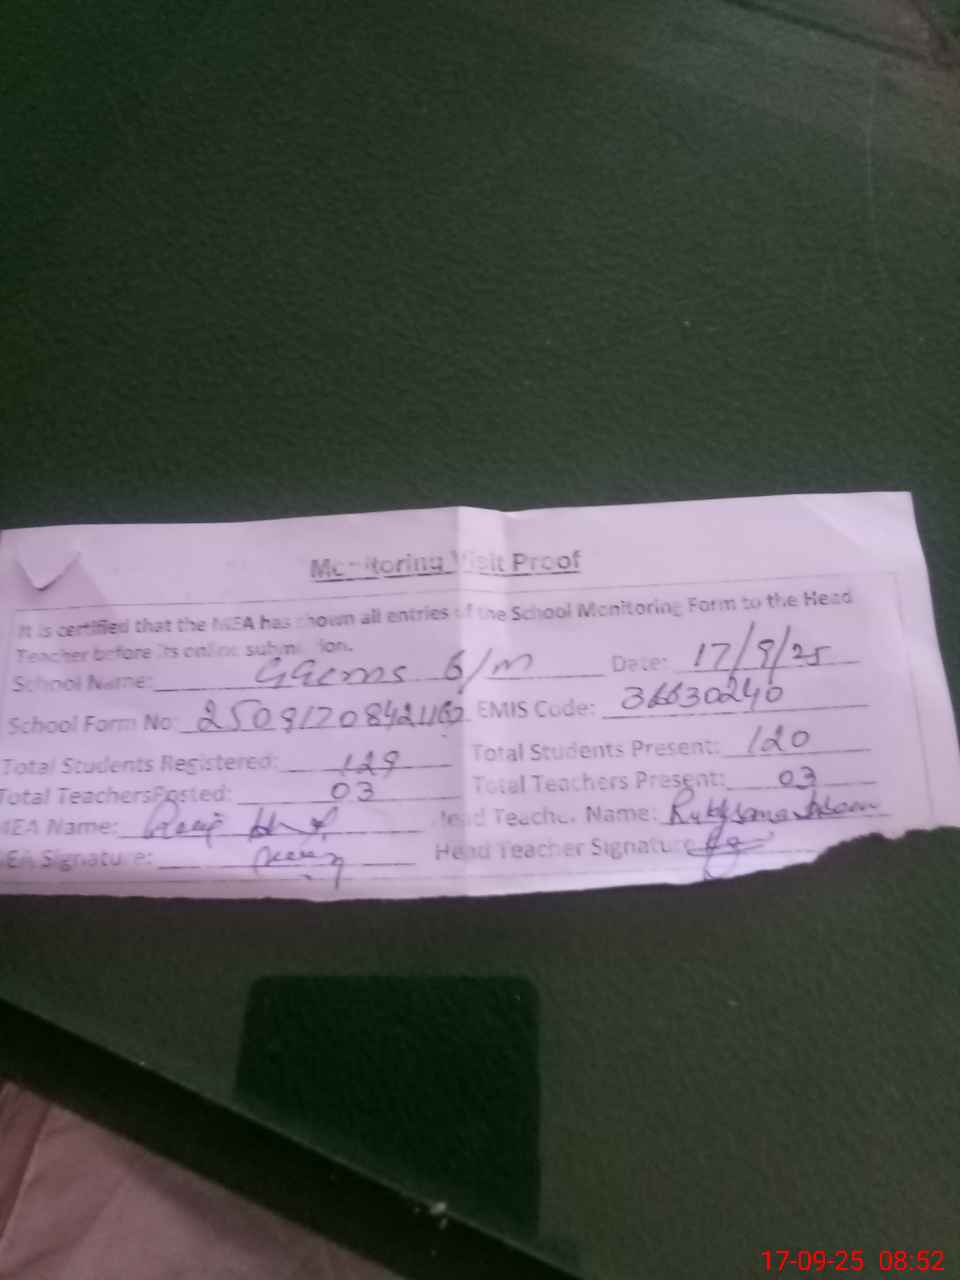 Monitoring Visit Proof
It is certified that the MEA has shown all entries of the School Monitoring Form to the Head
Teacher before its online submission.
School Name: Date: 17/9/25
School Form No: EMIS Code: 36630240
Total Students Registered: 129 Total Students Present: 120
Total Teachers Posted: 03 Total Teachers Present: 03
MEA Name: Head Teacher Name:
MEA Signature: Head Teacher Signature
17-09-25 08:52